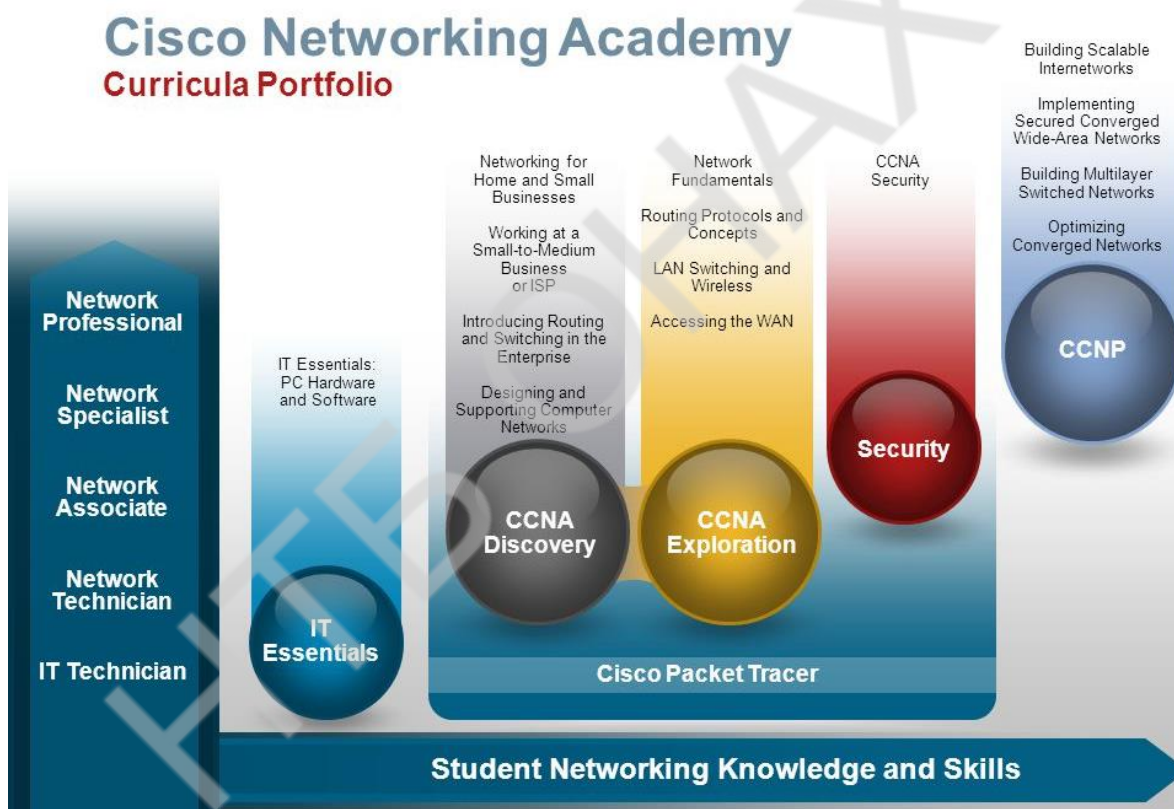 Cisco Networking Academy
Curricula Portfolio
Network
Professional
Network
Specialist
Network
Associate
Network
Technician
IT Technician
IT Essentials:
PC Hardware
and Software
IT
Essentials
Networking for
Home and Small
Businesses
Working at a
Small-to-Medium
Business
or ISP
Introducing Routing
and Switching in the
Enterprise
Designing and
Supporting Computer
Networks
CCNA
Discovery
Network
Fundamentals
Routing Protocols and
Concepts
LAN Switching and
Wireless
Accessing the WAN
CCNA
Exploration
CCNA
Security
Security
Building Scalable
Internetworks
Implementing
Secured Converged
Wide-Area Networks
Building Multilayer
Switched Networks
Optimizing
Converged Networks
CCNP
Cisco Packet Tracer
Student Networking Knowledge and Skills